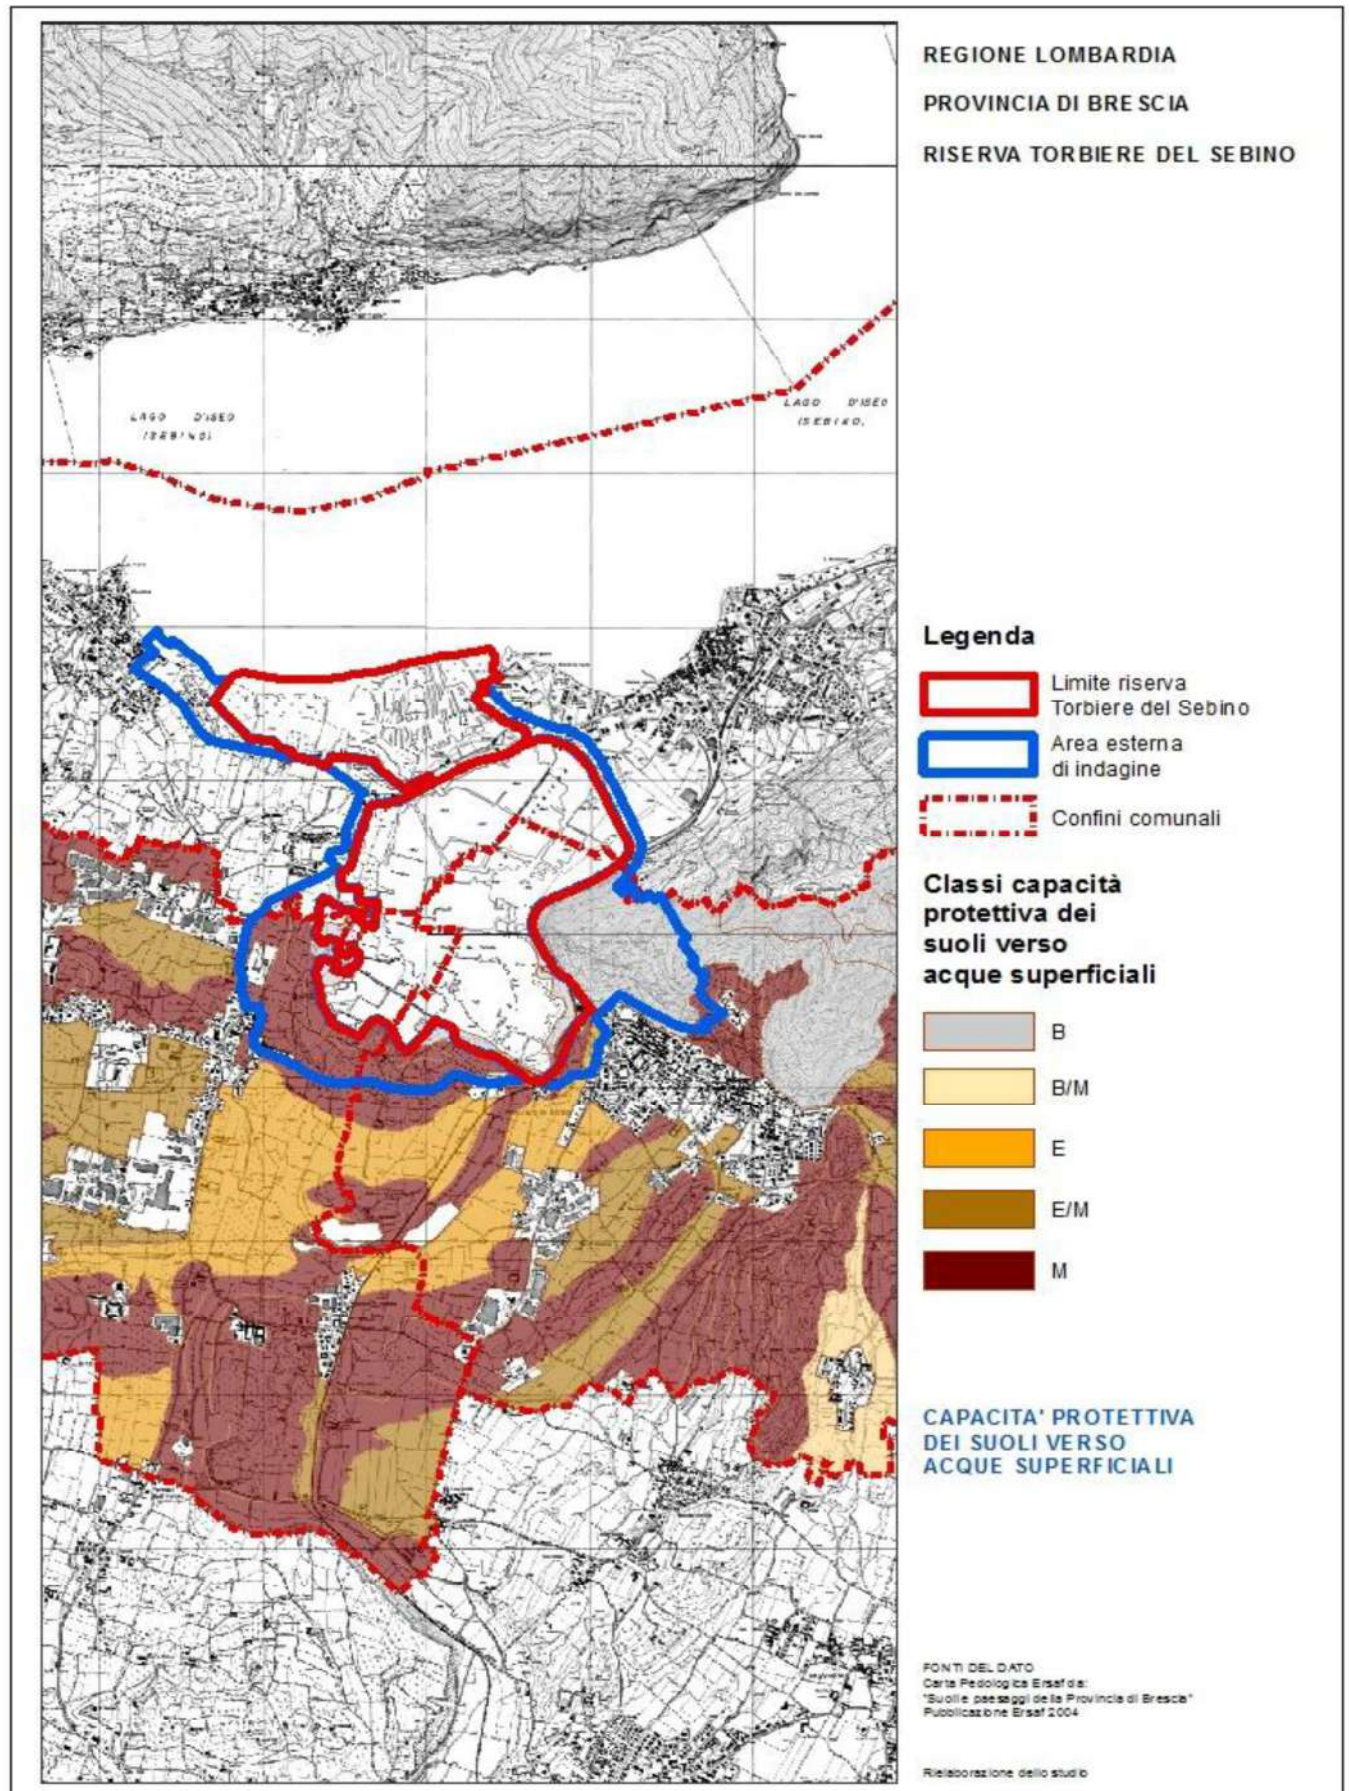 REGIONE LOMBARDIA
PROVINCIA DI BRESCIA
RISERVA TORBIERE DEL SEBINO
LAGO D'ISEO
(SEBINO)
LAGO D'ISEO
(SEBINO)
Legenda
Limite riserva
Torbiere del Sebino
Area esterna
di indagine
Confini comunali
Classi capacità
protettiva dei
suoli verso
acque superficiali
B
B/M
E
E/M
M
CAPACITA' PROTETTIVA
DEI SUOLI VERSO
ACQUE SUPERFICIALI
FONTI DEL DATO
Carta Pedologica Ersaf da:
"Suoli e paesaggi della Provincia di Brescia"
Pubblicazione Ersaf 2004
Rielaborazione dello studio